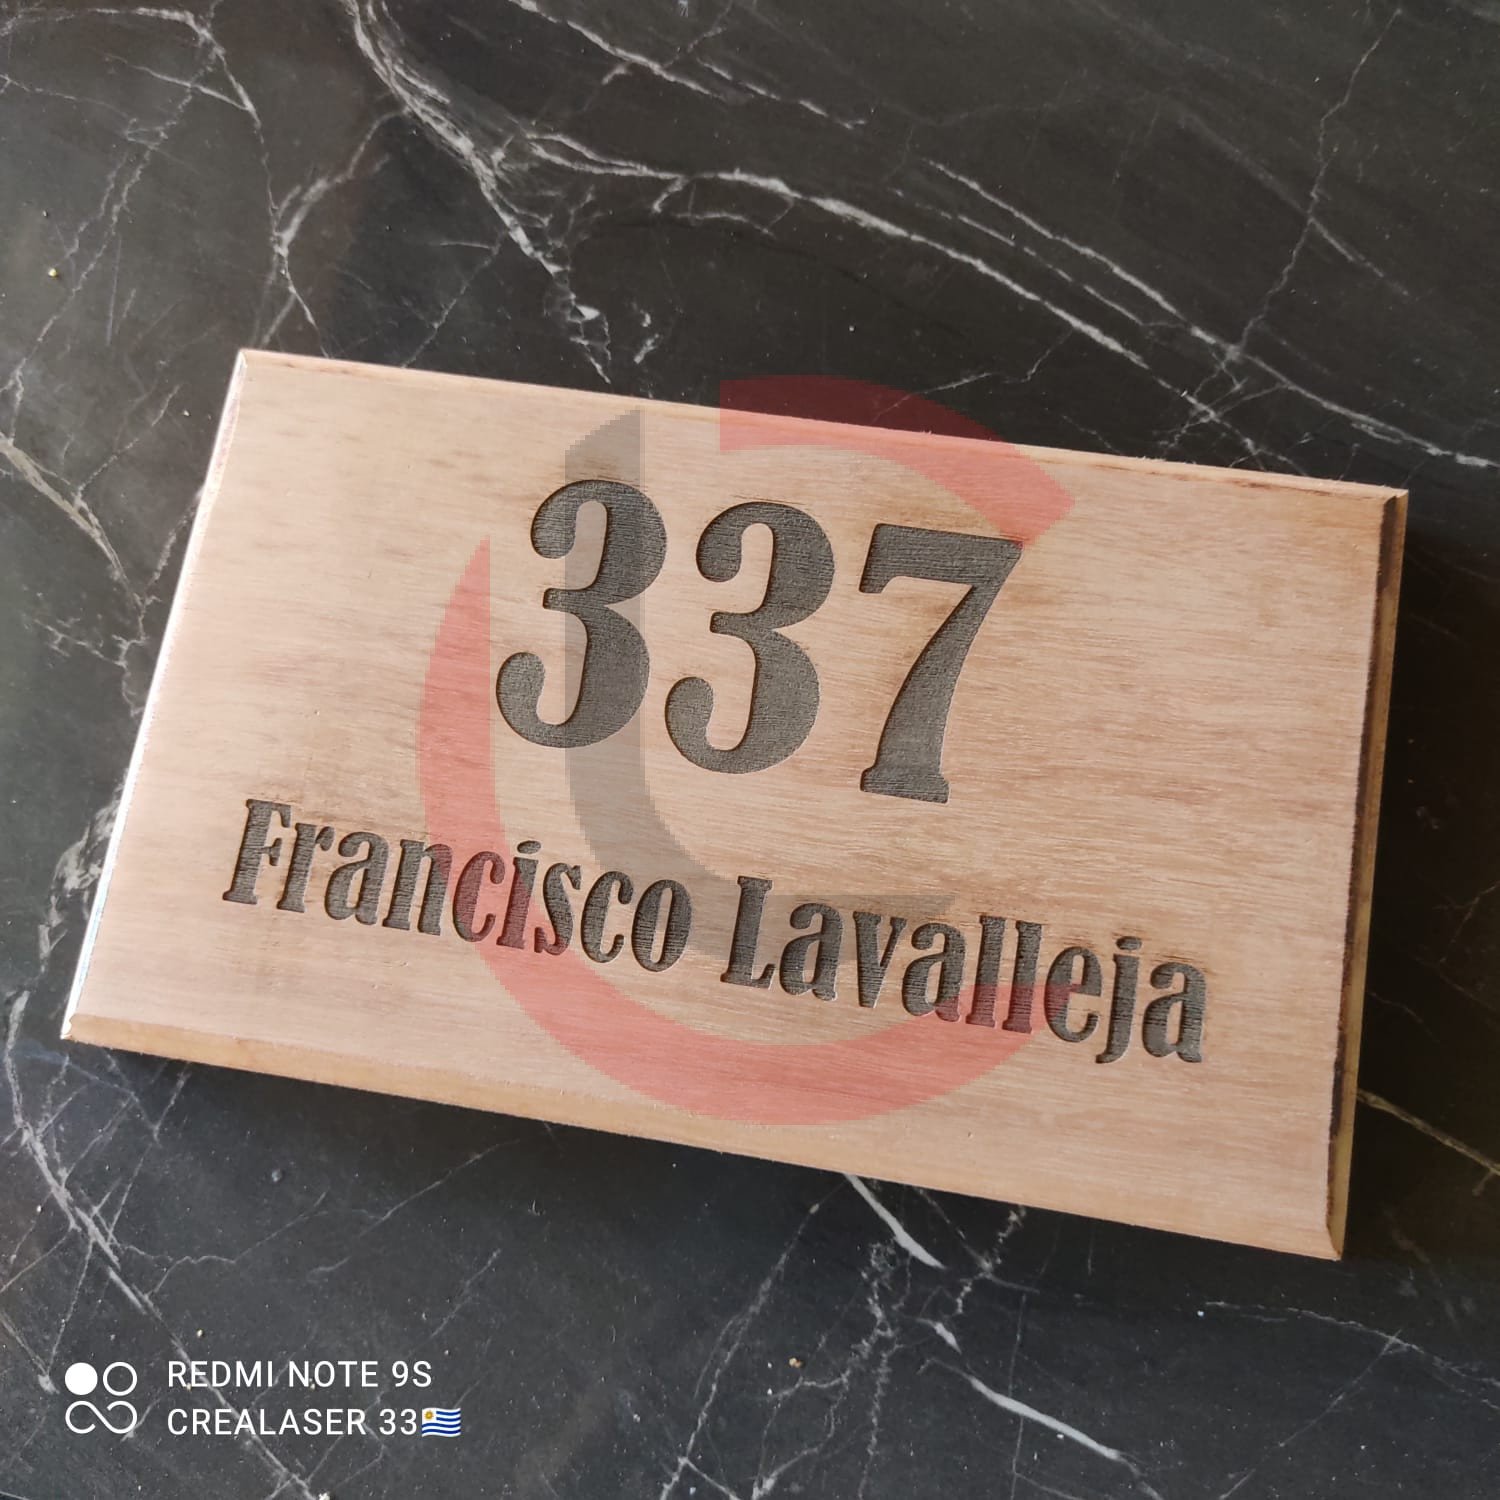 337
Francisco Lavalleja
REDMI NOTE 9S
CREALASER 33🇺🇾